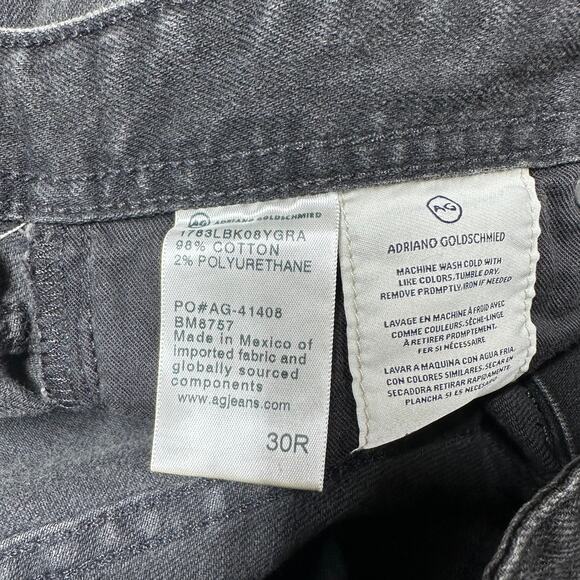 AG ADRIANO GOLDSCHMIED
1783LBK08YGRA
98% COTTON
2% POLYURETHANE
PO#AG-41408
BM8757
Made in Mexico of
imported fabric and
globally sourced
components
www.agjeans.com
30R
AG
ADRIANO GOLDSCHMIED
MACHINE WASH COLD WITH
LIKE COLORS, TUMBLE DRY,
REMOVE PROMPTLY, IRON IF NEEDED
LAVAGE EN MACHINE À FROID AVEC
COMME COULEURS. SÈCHE-LINGE
À RETIRER PROMPTEMENT.
FER SI NÉCESSAIRE
LAVAR A MAQUINA CON AGUA FRIA,
CON COLORES SIMILARES. SECAR EN
SECADORA RETIRAR RAPIDAMENTE
PLANCHA SI ES NECESARIO